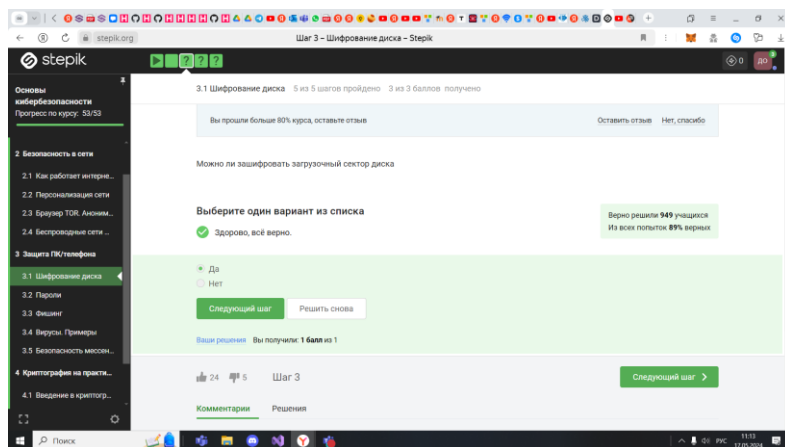 stepik.org
Шаг 3 – Шифрование диска – Stepik
stepik
0
ДО
Основы кибербезопасности
Прогресс по курсу: 53/53
3.1 Шифрование диска 5 из 5 шагов пройдено 3 из 3 баллов получено
Вы прошли больше 80% курса, оставьте отзыв
Оставить отзыв Нет, спасибо
2 Безопасность в сети
2.1 Как работает интерне...
2.2 Персонализация сети
2.3 Браузер TOR. Аноним...
2.4 Беспроводные сети ...
3 Защита ПК/телефона
3.1 Шифрование диска
3.2 Пароли
3.3 Фишинг
3.4 Вирусы. Примеры
3.5 Безопасность мессен...
4 Криптография на практи...
4.1 Введение в криптогр...
Можно ли зашифровать загрузочный сектор диска
Выберите один вариант из списка
Здорово, всё верно.
Верно решили 949 учащихся
Из всех попыток 89% верных
Да
Нет
Следующий шаг
Решить снова
Ваши решения Вы получили: 1 балл из 1
24 5 Шаг 3
Следующий шаг
Комментарии Решения
Поиск
РУС
11:13
17.05.2024